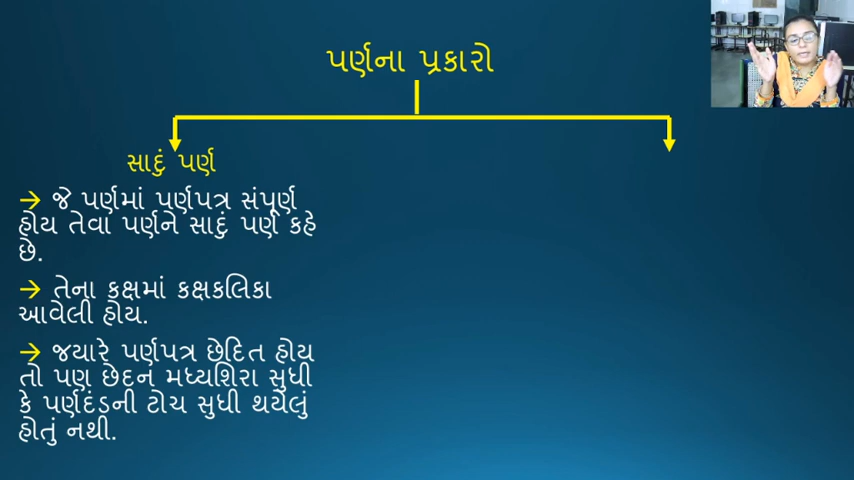 પર્ણના પ્રકારો
સાદું પર્ણ
→ જે પર્ણમાં પર્ણપત્ર સંપૂર્ણ
હોય તેવા પર્ણને સાદું પર્ણ કહે
છે.
→ તેના કક્ષમાં કક્ષકલિકા
આવેલી હોય.
→ જયારે પર્ણપત્ર છેદિત હોય
તો પણ છેદન મધ્યશિરા સુધી
કે પર્ણદંડની ટોચ સુધી થયેલું
હોતું નથી.